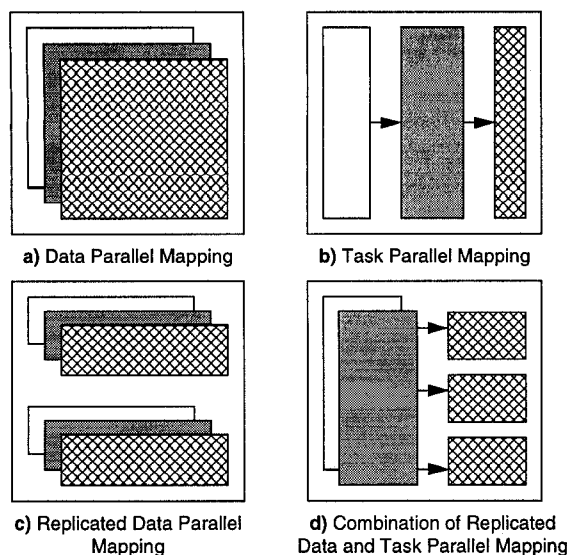 a) Data Parallel Mapping
b) Task Parallel Mapping
c) Replicated Data Parallel
Mapping
d) Combination of Replicated
Data and Task Parallel Mapping